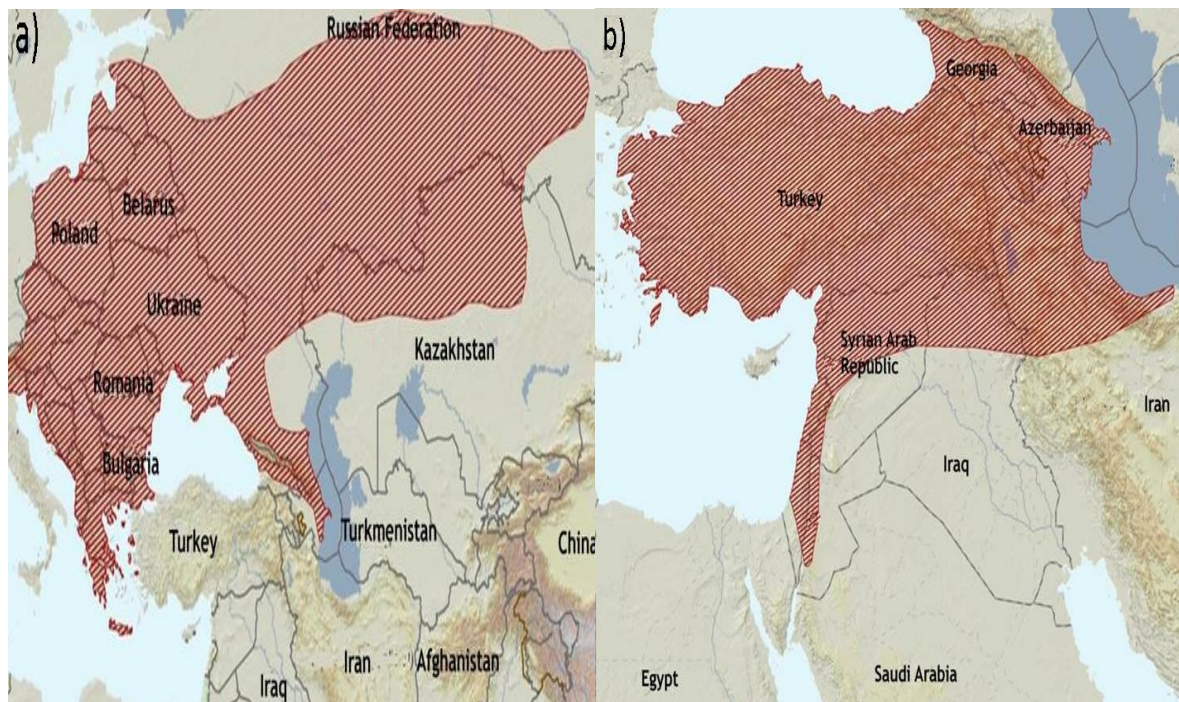 a)
Russian Federation
Belarus
Poland
Ukraine
Kazakhstan
Romania
Bulgaria
Turkey
Turkmenistan
China
Iran
Afghanistan
Iraq
b)
Georgia
Azerbaijan
Turkey
Syrian Arab
Republic
Iran
Iraq
Egypt
Saudi Arabia